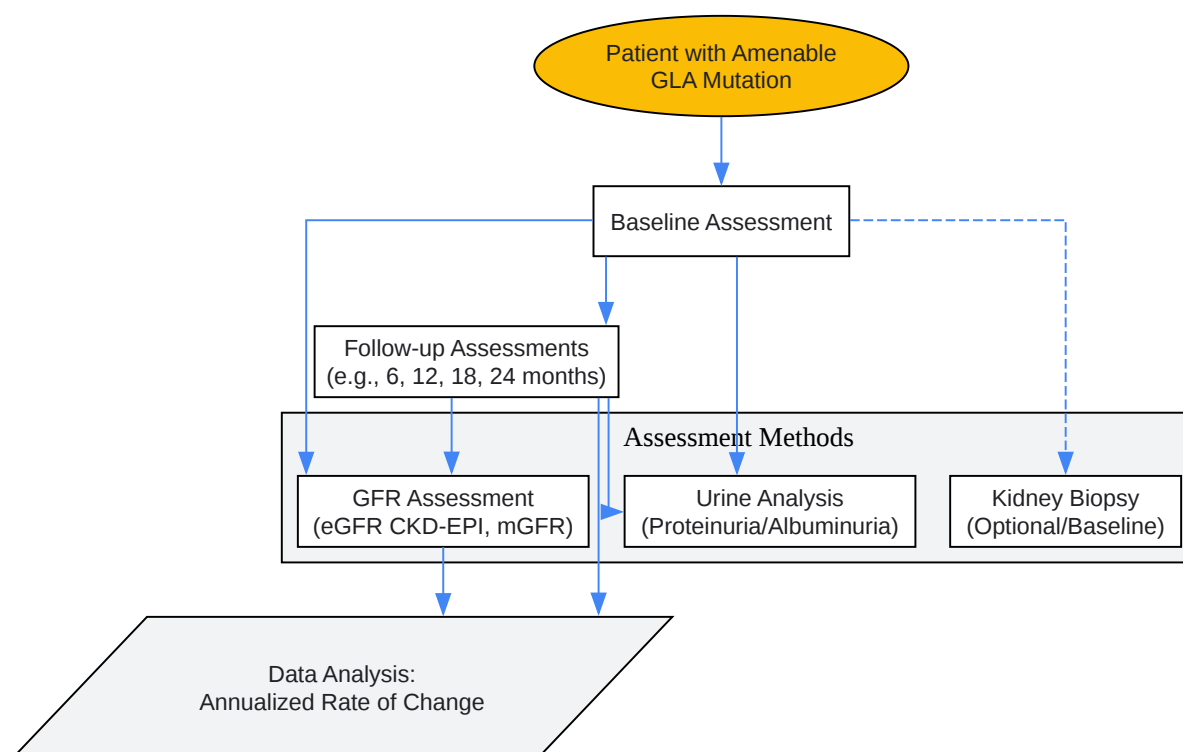 Patient with Amenable
GLA Mutation
Baseline Assessment
Follow-up Assessments
(e.g., 6, 12, 18, 24 months)
Assessment Methods
GFR Assessment
(eGFR CKD-EPI, mGFR)
Urine Analysis
(Proteinuria/Albuminuria)
Kidney Biopsy
(Optional/Baseline)
Data Analysis:
Annualized Rate of Change